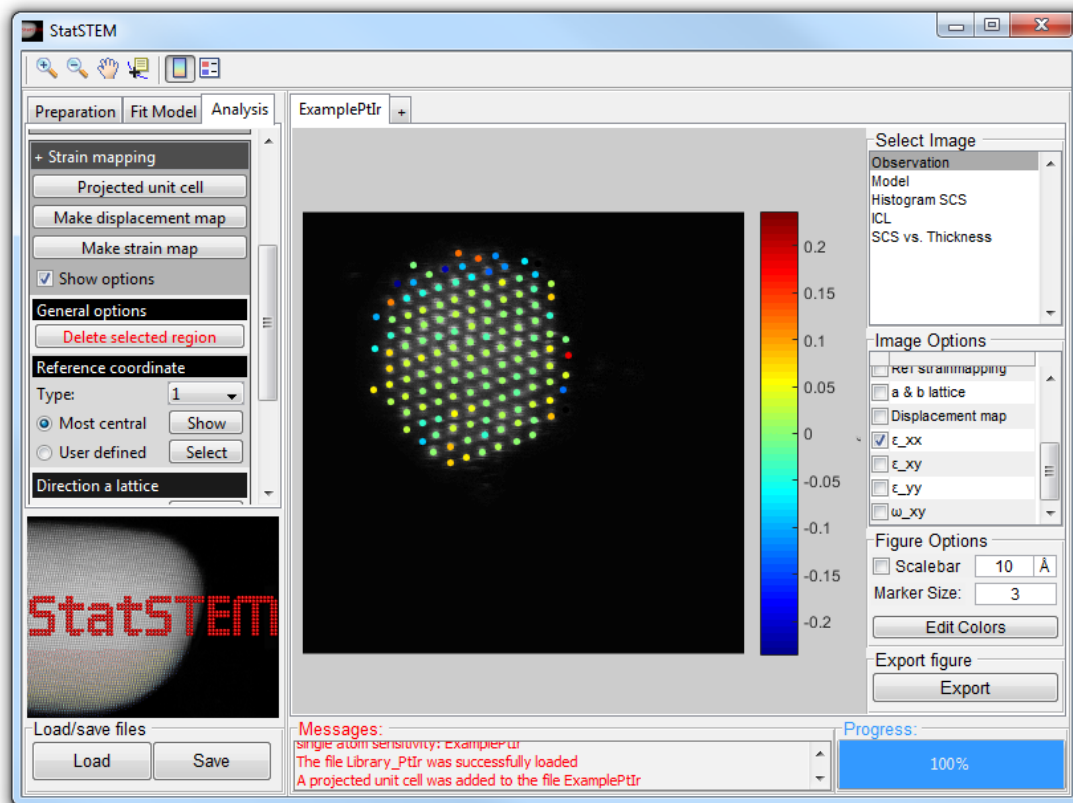 StatSTEM
Preparation Fit Model Analysis
+ Strain mapping
Projected unit cell
Make displacement map
Make strain map
Show options
General options
Delete selected region
Reference coordinate
Type: 1
Most central Show
User defined Select
Direction a lattice
StatSTEM
Load/save files
Load Save
ExamplePtIr +
0.2
0.15
0.1
0.05
0
-0.05
-0.1
-0.15
-0.2
Messages:
single atom sensitivity: ExamplePtIr
The file Library_PtIr was successfully loaded
A projected unit cell was added to the file ExamplePtIr
Select Image
Observation
Model
Histogram SCS
ICL
SCS vs. Thickness
Image Options
Ref strainmapping
a & b lattice
Displacement map
ε_xx
ε_xy
ε_yy
ω_xy
Figure Options
Scalebar 10 Å
Marker Size: 3
Edit Colors
Export figure
Export
Progress:
100%